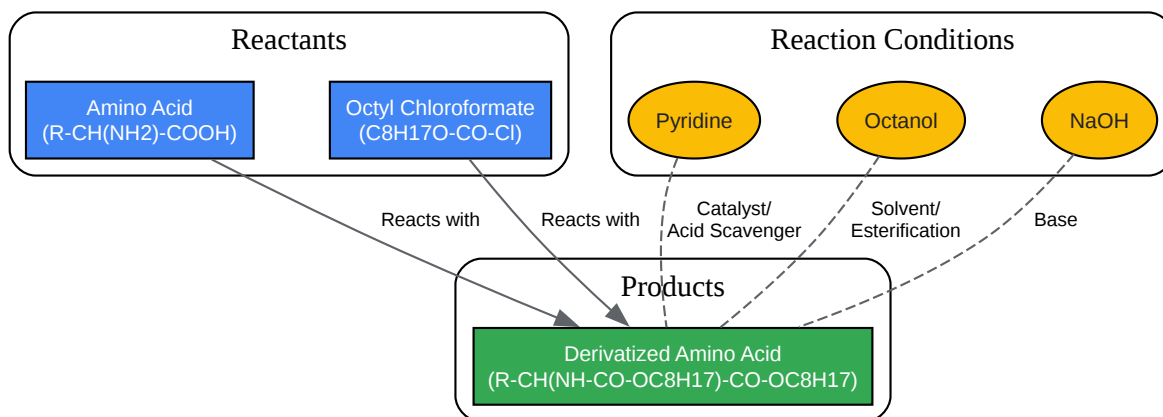 Reactants
Reaction Conditions
Amino Acid
(R-CH(NH2)-COOH)
Octyl Chloroformate
(C8H17O-CO-Cl)
Pyridine
Octanol
NaOH
Reacts with
Reacts with
Catalyst/
Acid Scavenger
Solvent/
Esterification
Base
Products
Derivatized Amino Acid
(R-CH(NH-CO-OC8H17)-CO-OC8H17)